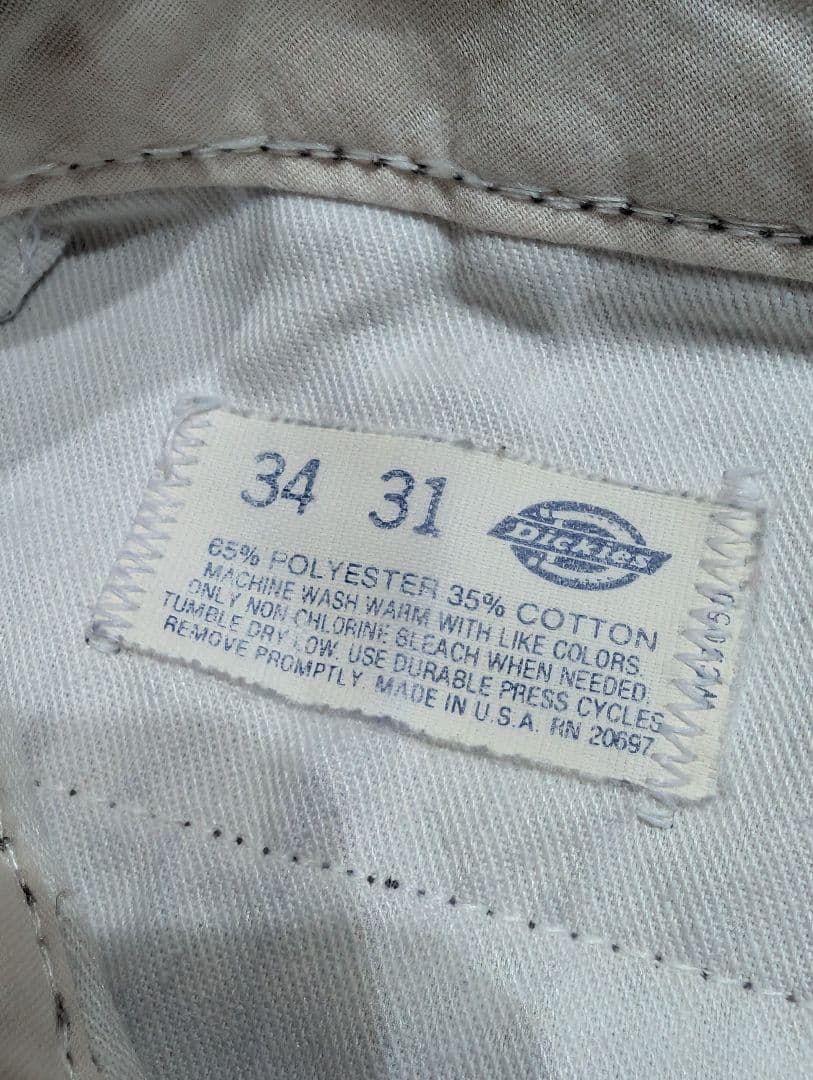 34 31
Dickies
65% POLYESTER 35% COTTON
MACHINE WASH WARM WITH LIKE COLORS.
ONLY NON CHLORINE BLEACH WHEN NEEDED.
TUMBLE DRY LOW. USE DURABLE PRESS CYCLES
REMOVE PROMPTLY. MADE IN U.S.A. RN 20697